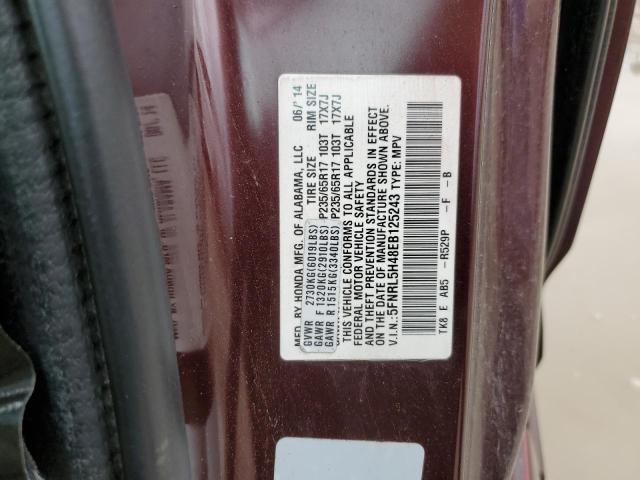 MFD. BY HONDA MFG. OF ALABAMA, LLC 06/'14
GVWR 2730KG(6019LBS) TIRE SIZE RIM SIZE
GAWR F 1320KG(2910LBS) P235/65R17 103T 17X7J
GAWR R 1515KG(3340LBS) P235/65R17 103T 17X7J
THIS VEHICLE CONFORMS TO ALL APPLICABLE
FEDERAL MOTOR VEHICLE SAFETY
AND THEFT PREVENTION STANDARDS IN EFFECT
ON THE DATE OF MANUFACTURE SHOWN ABOVE.
V.I.N.:5FNRL5H48EB125243 TYPE: MPV
TK8 E AB5 -R529P -F -B